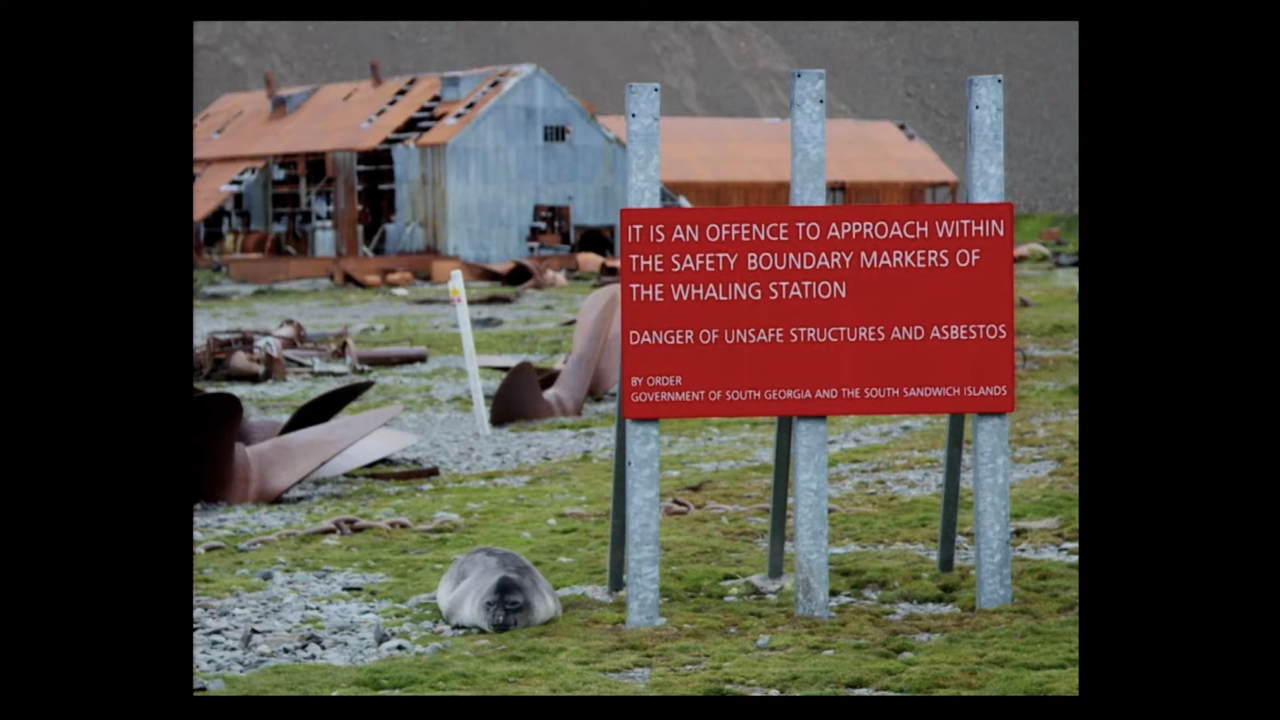 IT IS AN OFFENCE TO APPROACH WITHIN
THE SAFETY BOUNDARY MARKERS OF
THE WHALING STATION
DANGER OF UNSAFE STRUCTURES AND ASBESTOS
BY ORDER
GOVERNMENT OF SOUTH GEORGIA AND THE SOUTH SANDWICH ISLANDS